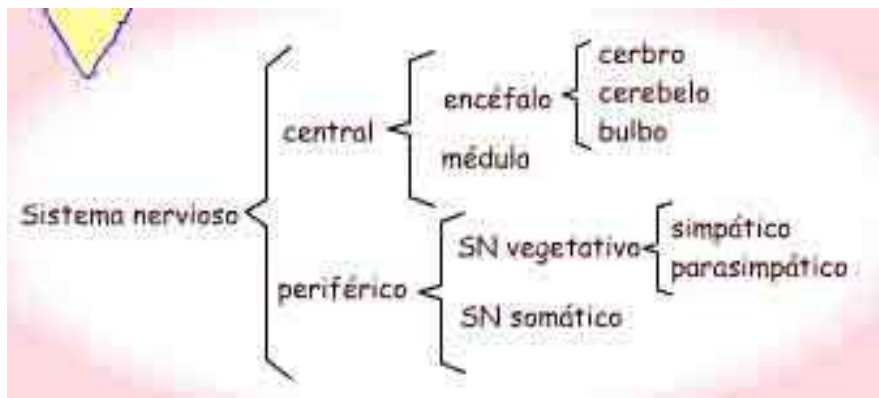 Sistema nervioso
central
encéfalo
cerbro
cerebelo
bulbo
médula
periférico
SN vegetativo
simpático
parasimpático
SN somático